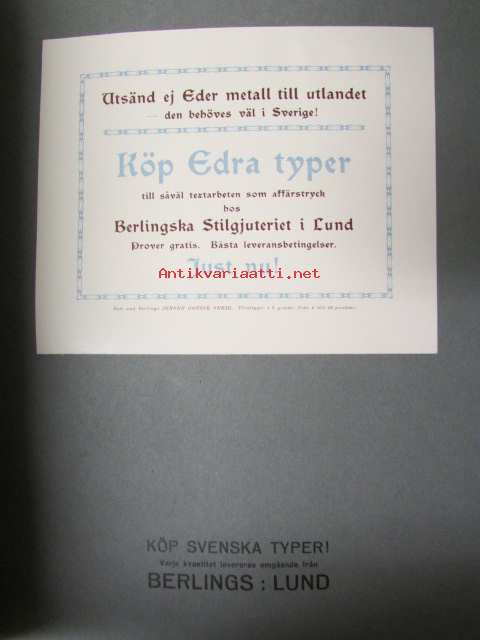 Utsänd ej Eder metall till utlandet
— den behöves väl i Sverige!
Köp Edra typer
till såväl textarbeten som affärstryck
hos
Berlingska Stilgjuteriet i Lund
Prover gratis. Bästa leveransbetingelser.
Just nu!
Antikvariaatti.net
KÖP SVENSKA TYPER!
Varje kvantitet levereras omgående från
BERLINGS : LUND